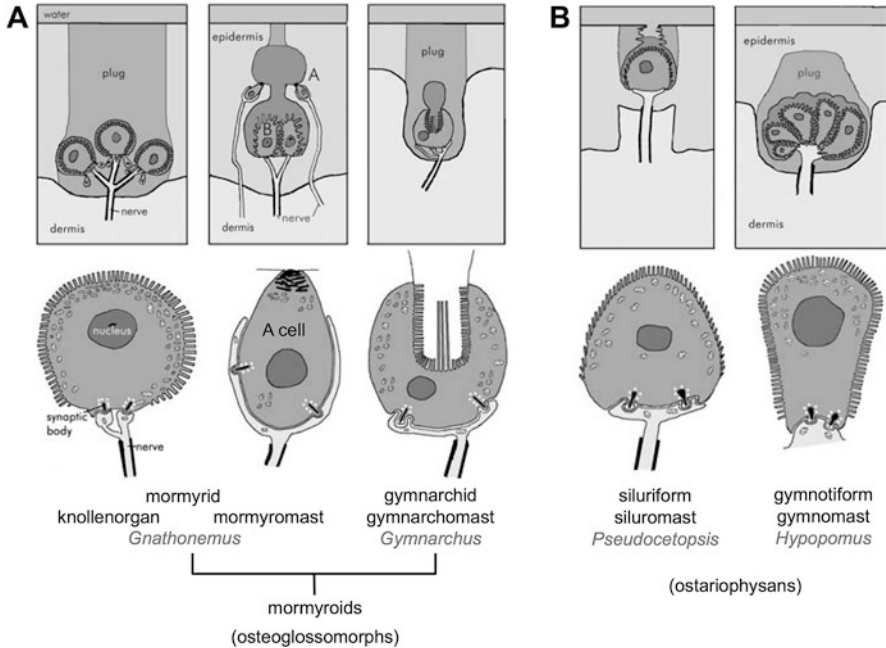 A
B
water
epidermis
epidermis
plug
plug
plug
A
B
nerve
nerve
dermis
dermis
dermis
nucleus
A cell
synaptic
body
nerve
mormyrid
knollenorgan
mormyromast
Gnathonemus
gymnarchid
gymnarchomast
Gymnarchus
siluriform
siluromast
Pseudocetopsis
gymnotiform
gymnomast
Hypopomus
mormyroids
(osteoglossomorphs)
(ostariophysans)